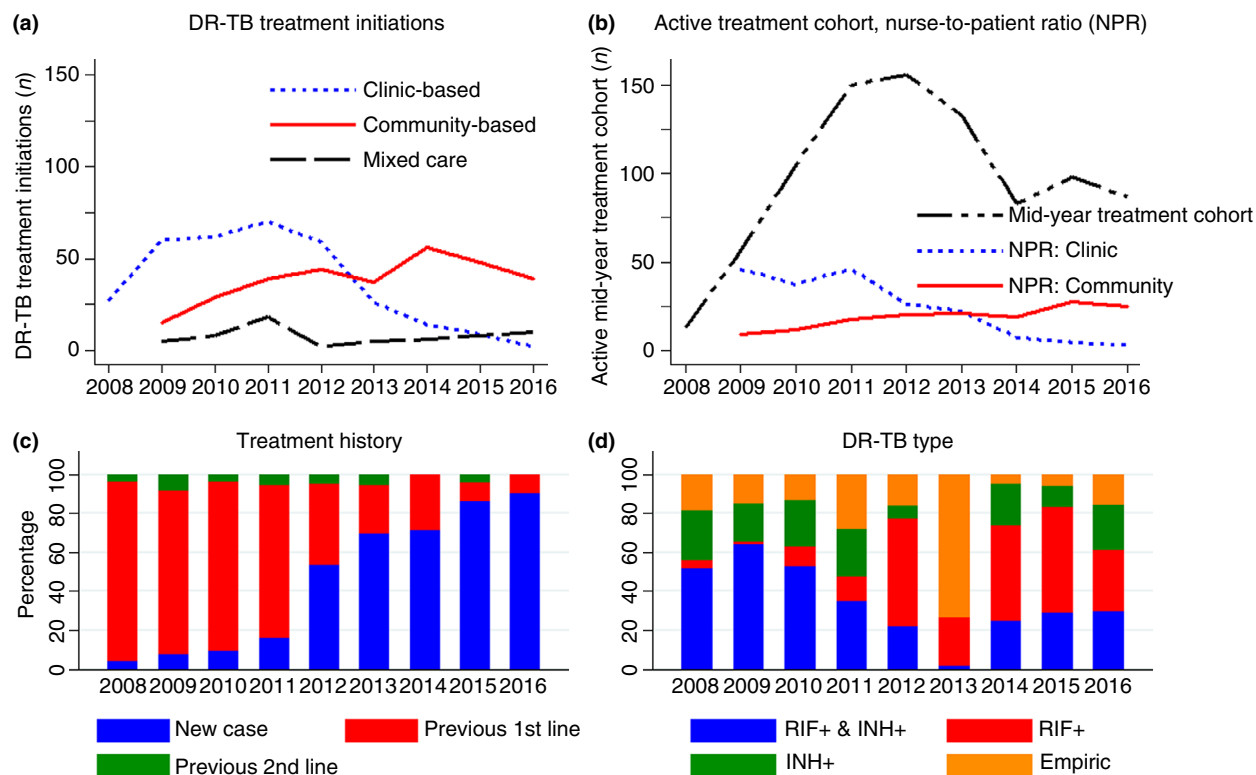 (a) DR-TB treatment initiations
DR-TB treatment initiations (n)
150
100
50
0
Clinic-based
Community-based
Mixed care
2008 2009 2010 2011 2012 2013 2014 2015 2016
(b) Active treatment cohort, nurse-to-patient ratio (NPR)
Active mid-year treatment cohort (n)
150
100
50
0
Mid-year treatment cohort
NPR: Clinic
NPR: Community
2008 2009 2010 2011 2012 2013 2014 2015 2016
(c) Treatment history
Percentage
100
80
60
40
20
0
2008 2009 2010 2011 2012 2013 2014 2015 2016
New case
Previous 1st line
Previous 2nd line
(d) DR-TB type
100
80
60
40
20
0
2008 2009 2010 2011 2012 2013 2014 2015 2016
RIF+ & INH+
RIF+
INH+
Empiric